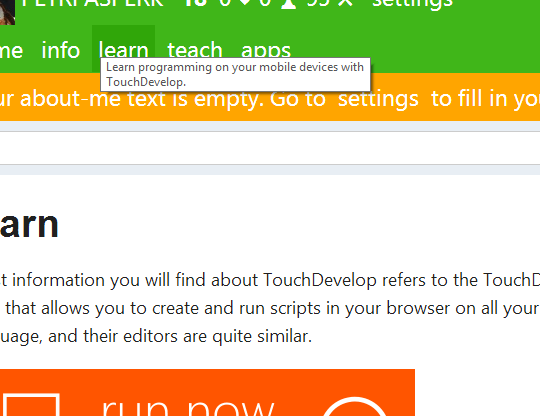 PETRI ASPERK 18 0 ♥ 0 settings
me info learn teach apps
Learn programming on your mobile devices with
TouchDevelop.
ur about-me text is empty. Go to settings to fill in you
arn
t information you will find about TouchDevelop refers to the TouchD
that allows you to create and run scripts in your browser on all your
uage, and their editors are quite similar.
run now